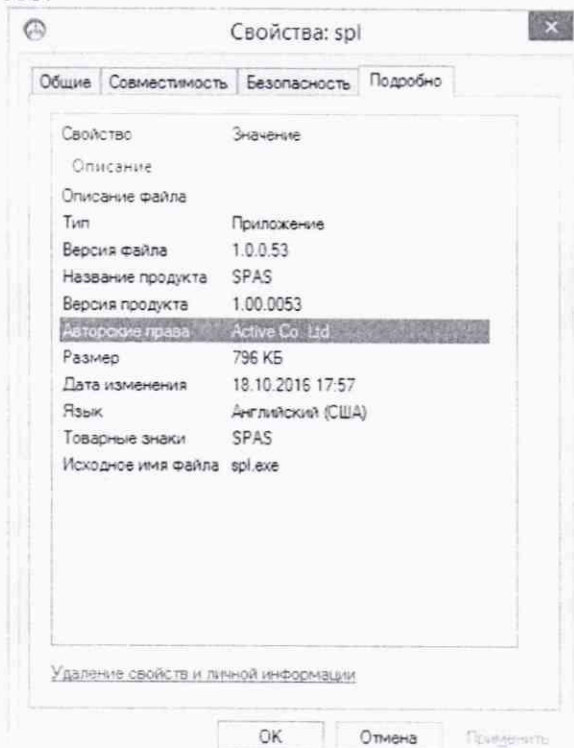 Свойства: spl
Общие Совместимость Безопасность Подробно
Свойство Значение
Описание
Описание файла
Тип Приложение
Версия файла 1.0.0.53
Название продукта SPAS
Версия продукта 1.00.0053
Авторские права Active Co. Ltd
Размер 796 КБ
Дата изменения 18.10.2016 17:57
Язык Английский (США)
Товарные знаки SPAS
Исходное имя файла spl.exe
Удаление свойств и личной информации
ОК Отмена Применить